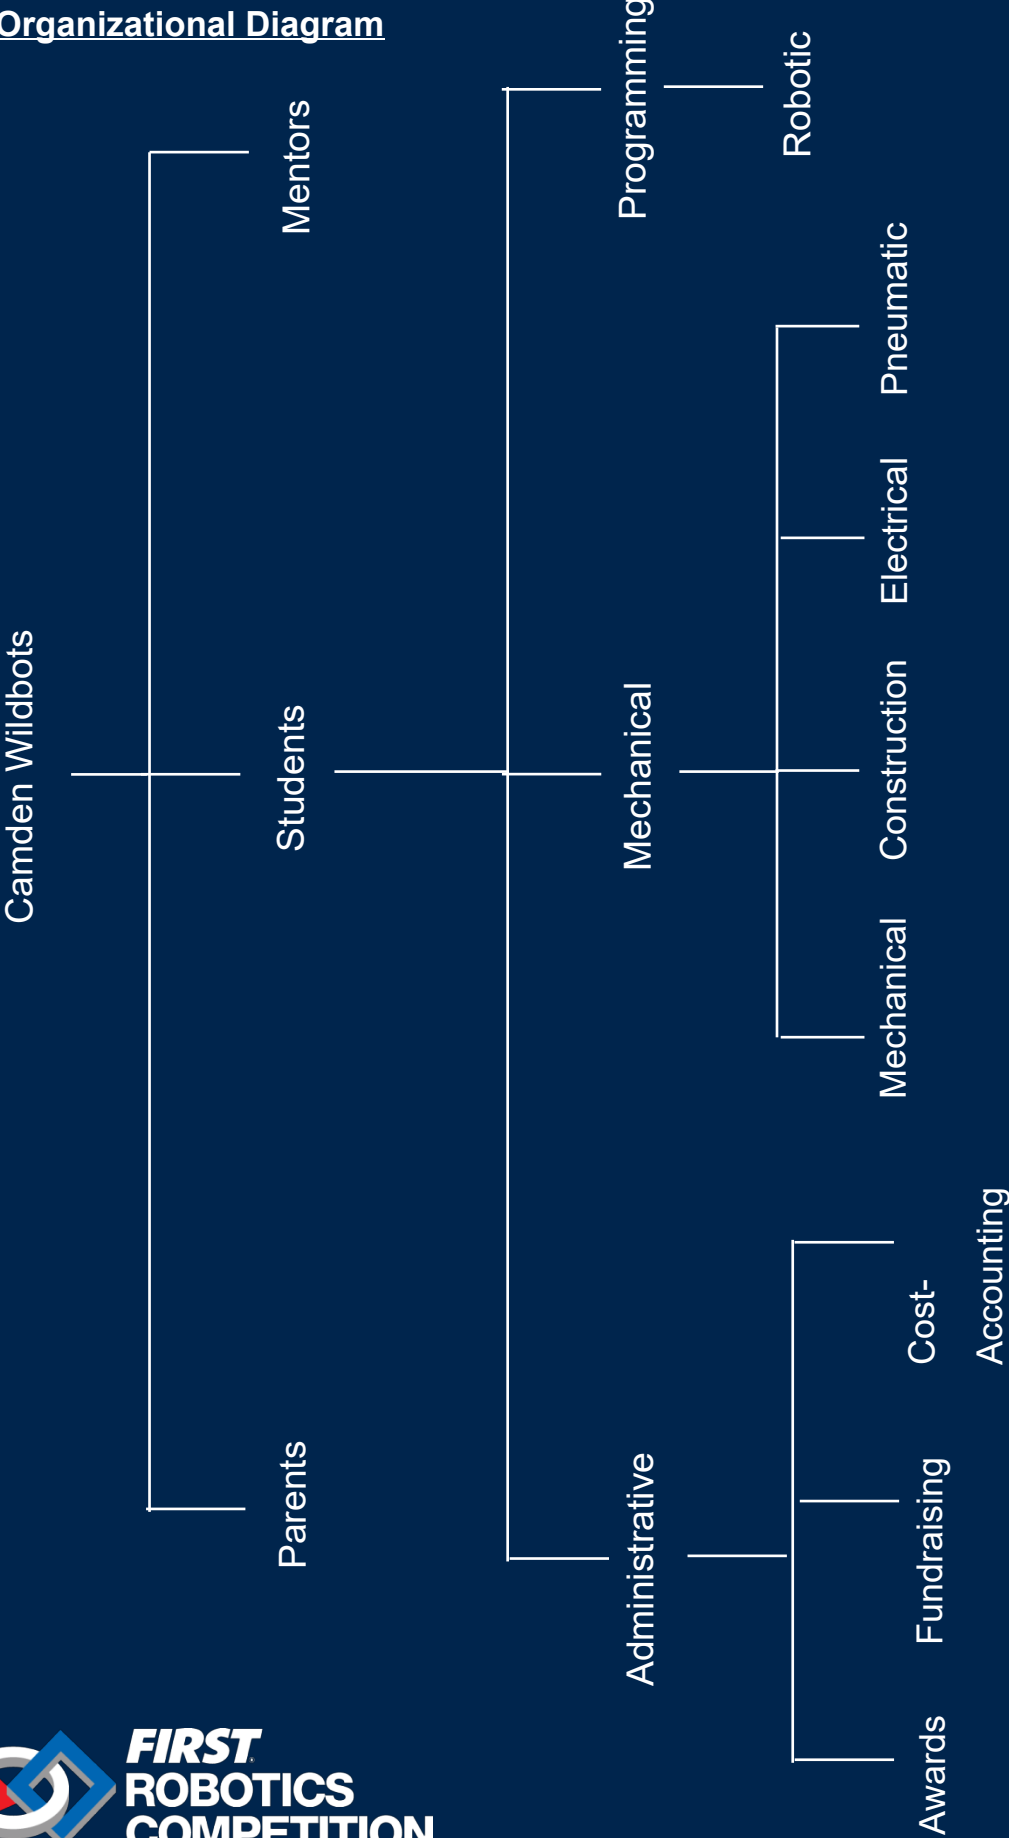 Organizational Diagram
Camden Wildbots
Parents
Students
Mentors
Administrative
Mechanical
Programming
Awards
Fundraising
Cost-
Accounting
Mechanical
Construction
Electrical
Pneumatic
Robotic
FIRST
ROBOTICS
COMPETITION